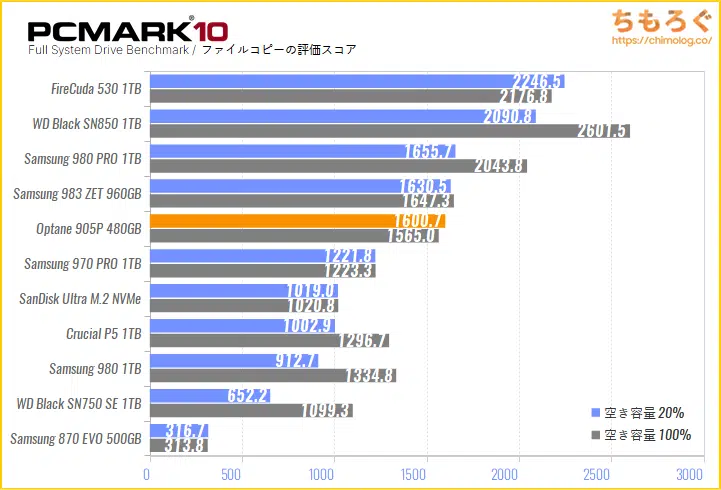 PCMARK®10
ちもろぐ
https://chimolog.co/
Full System Drive Benchmark / ファイルコピーの評価スコア
FireCuda 530 1TB
2246.5
2176.8
WD Black SN850 1TB
2090.8
2601.5
Samsung 980 PRO 1TB
1655.7
2043.8
Samsung 983 ZET 960GB
1630.5
1647.3
Optane 905P 480GB
1600.7
1565.0
Samsung 970 PRO 1TB
1221.8
1223.3
SanDisk Ultra M.2 NVMe
1019.0
1020.8
Crucial P5 1TB
1002.9
1296.7
Samsung 980 1TB
912.7
1334.8
WD Black SN750 SE 1TB
652.2
1099.3
Samsung 870 EVO 500GB
316.7
313.8
空き容量 20%
空き容量 100%
0 500 1000 1500 2000 2500 3000